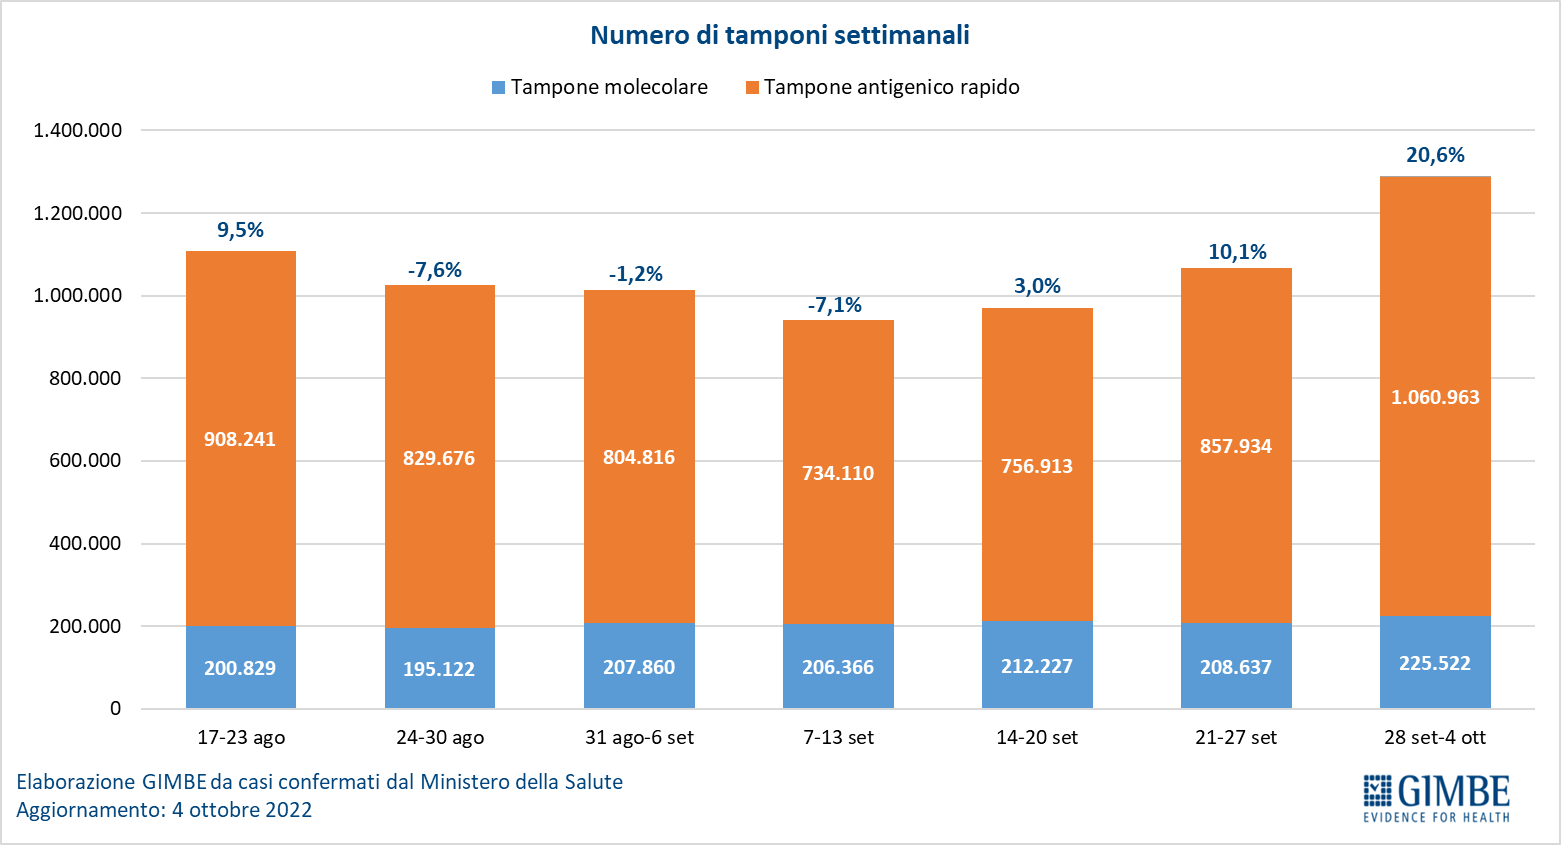 Numero di tamponi settimanali
Tampone molecolare Tampone antigenico rapido
1.400.000
1.200.000
1.000.000
800.000
600.000
400.000
200.000
0
9,5% -7,6% -1,2% -7,1% 3,0% 10,1% 20,6%
908.241 829.676 804.816 734.110 756.913 857.934 1.060.963
200.829 195.122 207.860 206.366 212.227 208.637 225.522
17-23 ago 24-30 ago 31 ago-6 set 7-13 set 14-20 set 21-27 set 28 set-4 ott
Elaborazione GIMBE da casi confermati dal Ministero della Salute
Aggiornamento: 4 ottobre 2022
GIMBE
EVIDENCE FOR HEALTH